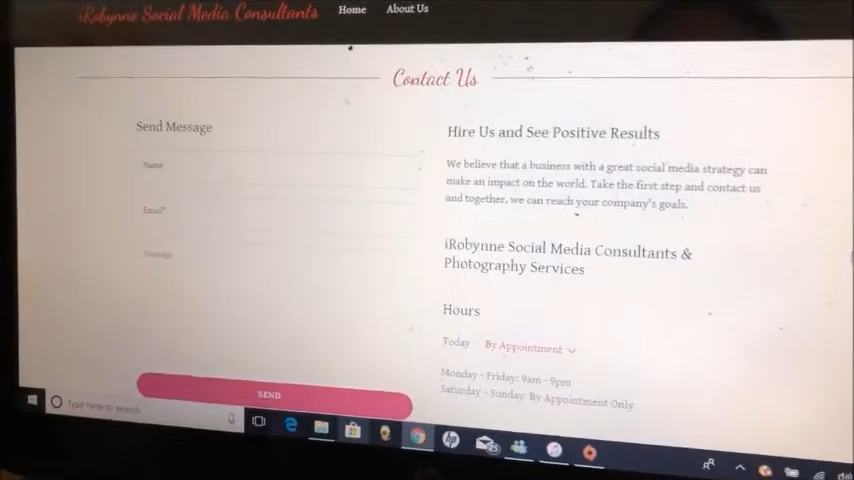 iRobynne Social Media Consultants
Home
About Us
Contact Us
Send Message
Name
Email*
Message
SEND
Hire Us and See Positive Results
We believe that a business with a great social media strategy can
make an impact on the world. Take the first step and contact us
and together, we can reach your company's goals.
iRobynne Social Media Consultants &
Photography Services
Hours
Today By Appointment
Monday - Friday: 9am - 9pm
Saturday - Sunday: By Appointment Only
Type here to search
hp